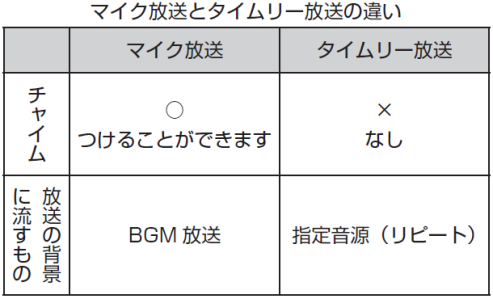 マイク放送とタイムリー放送の違い
マイク放送
タイムリー放送
チャイム
○
つけることができます
×
なし
放送の背景
に流すもの
BGM 放送
指定音源（リピート）